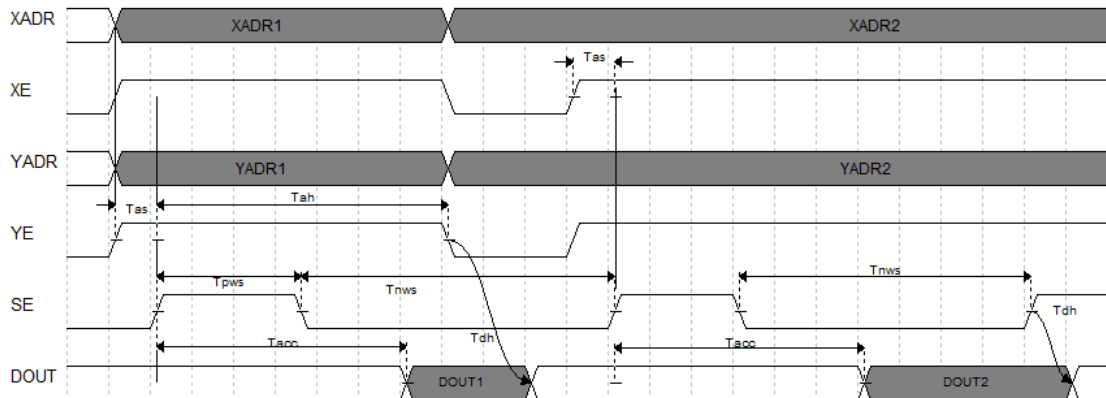 XADR XADR1 XADR2
Tas
XE
YADR YADR1 YADR2
Tas Tah
YE
Tpws Tnws Tnws
SE
Tdh Tdh
Tacc Tacc
DOUT DOUT1 DOUT2